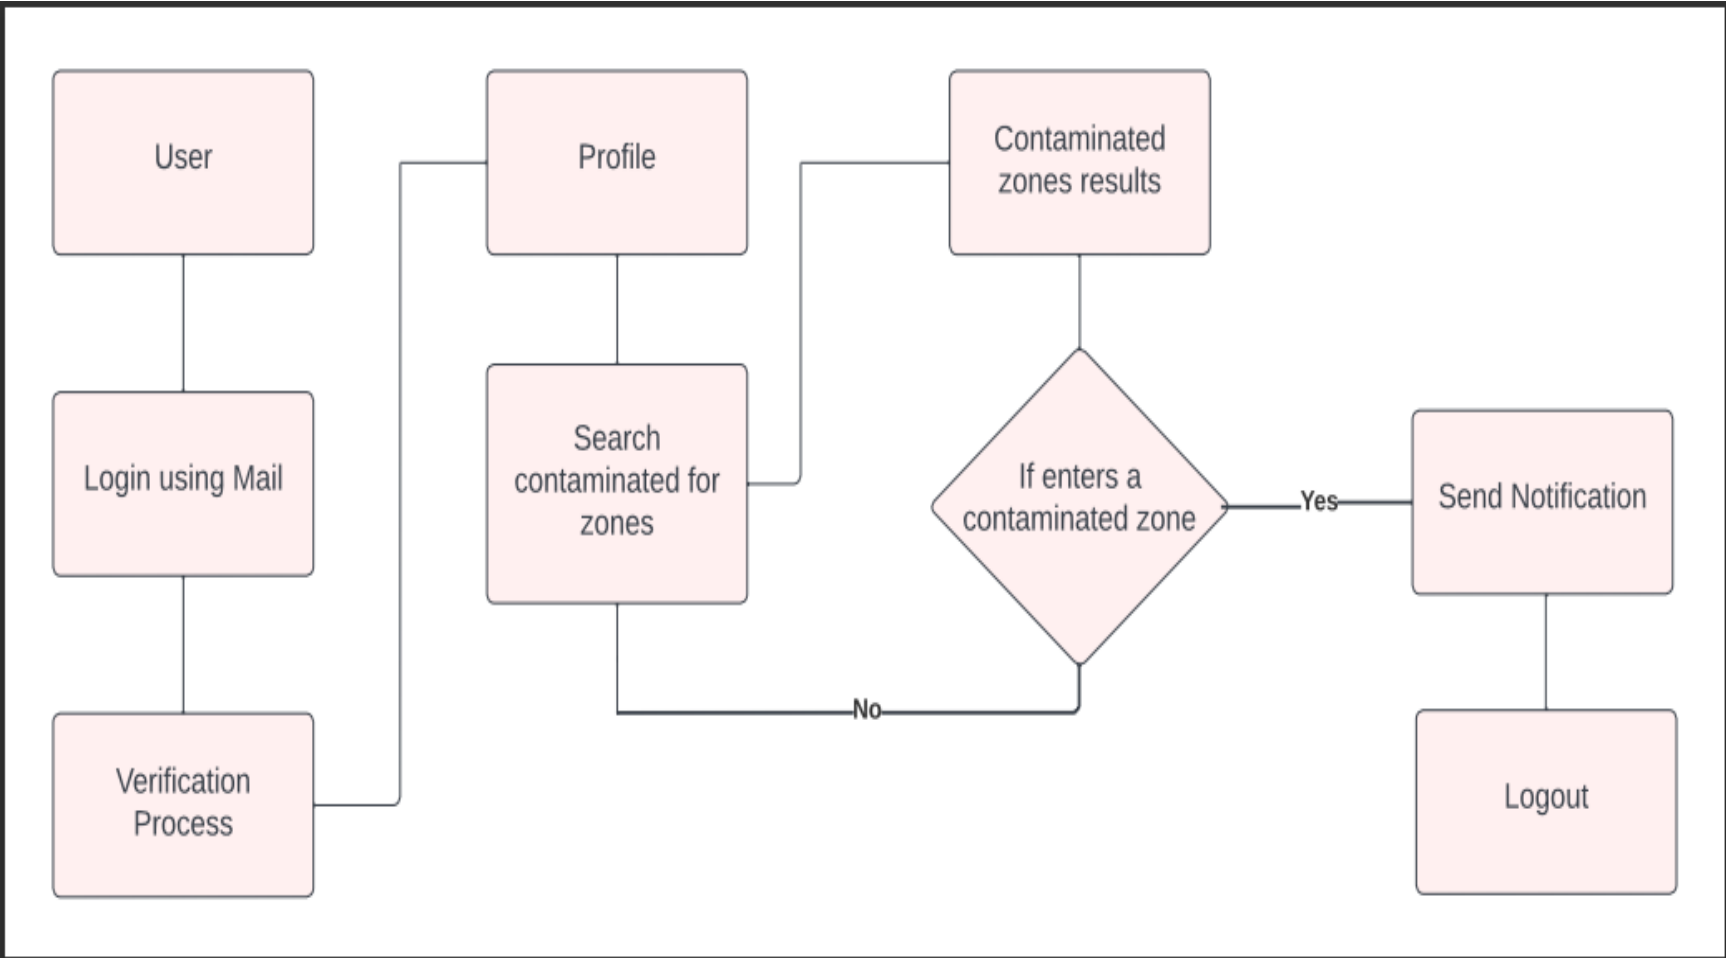 User
Login using Mail
Verification
Process
Profile
Search
contaminated for
zones
Contaminated
zones results
If enters a
contaminated zone
Yes
No
Send Notification
Logout